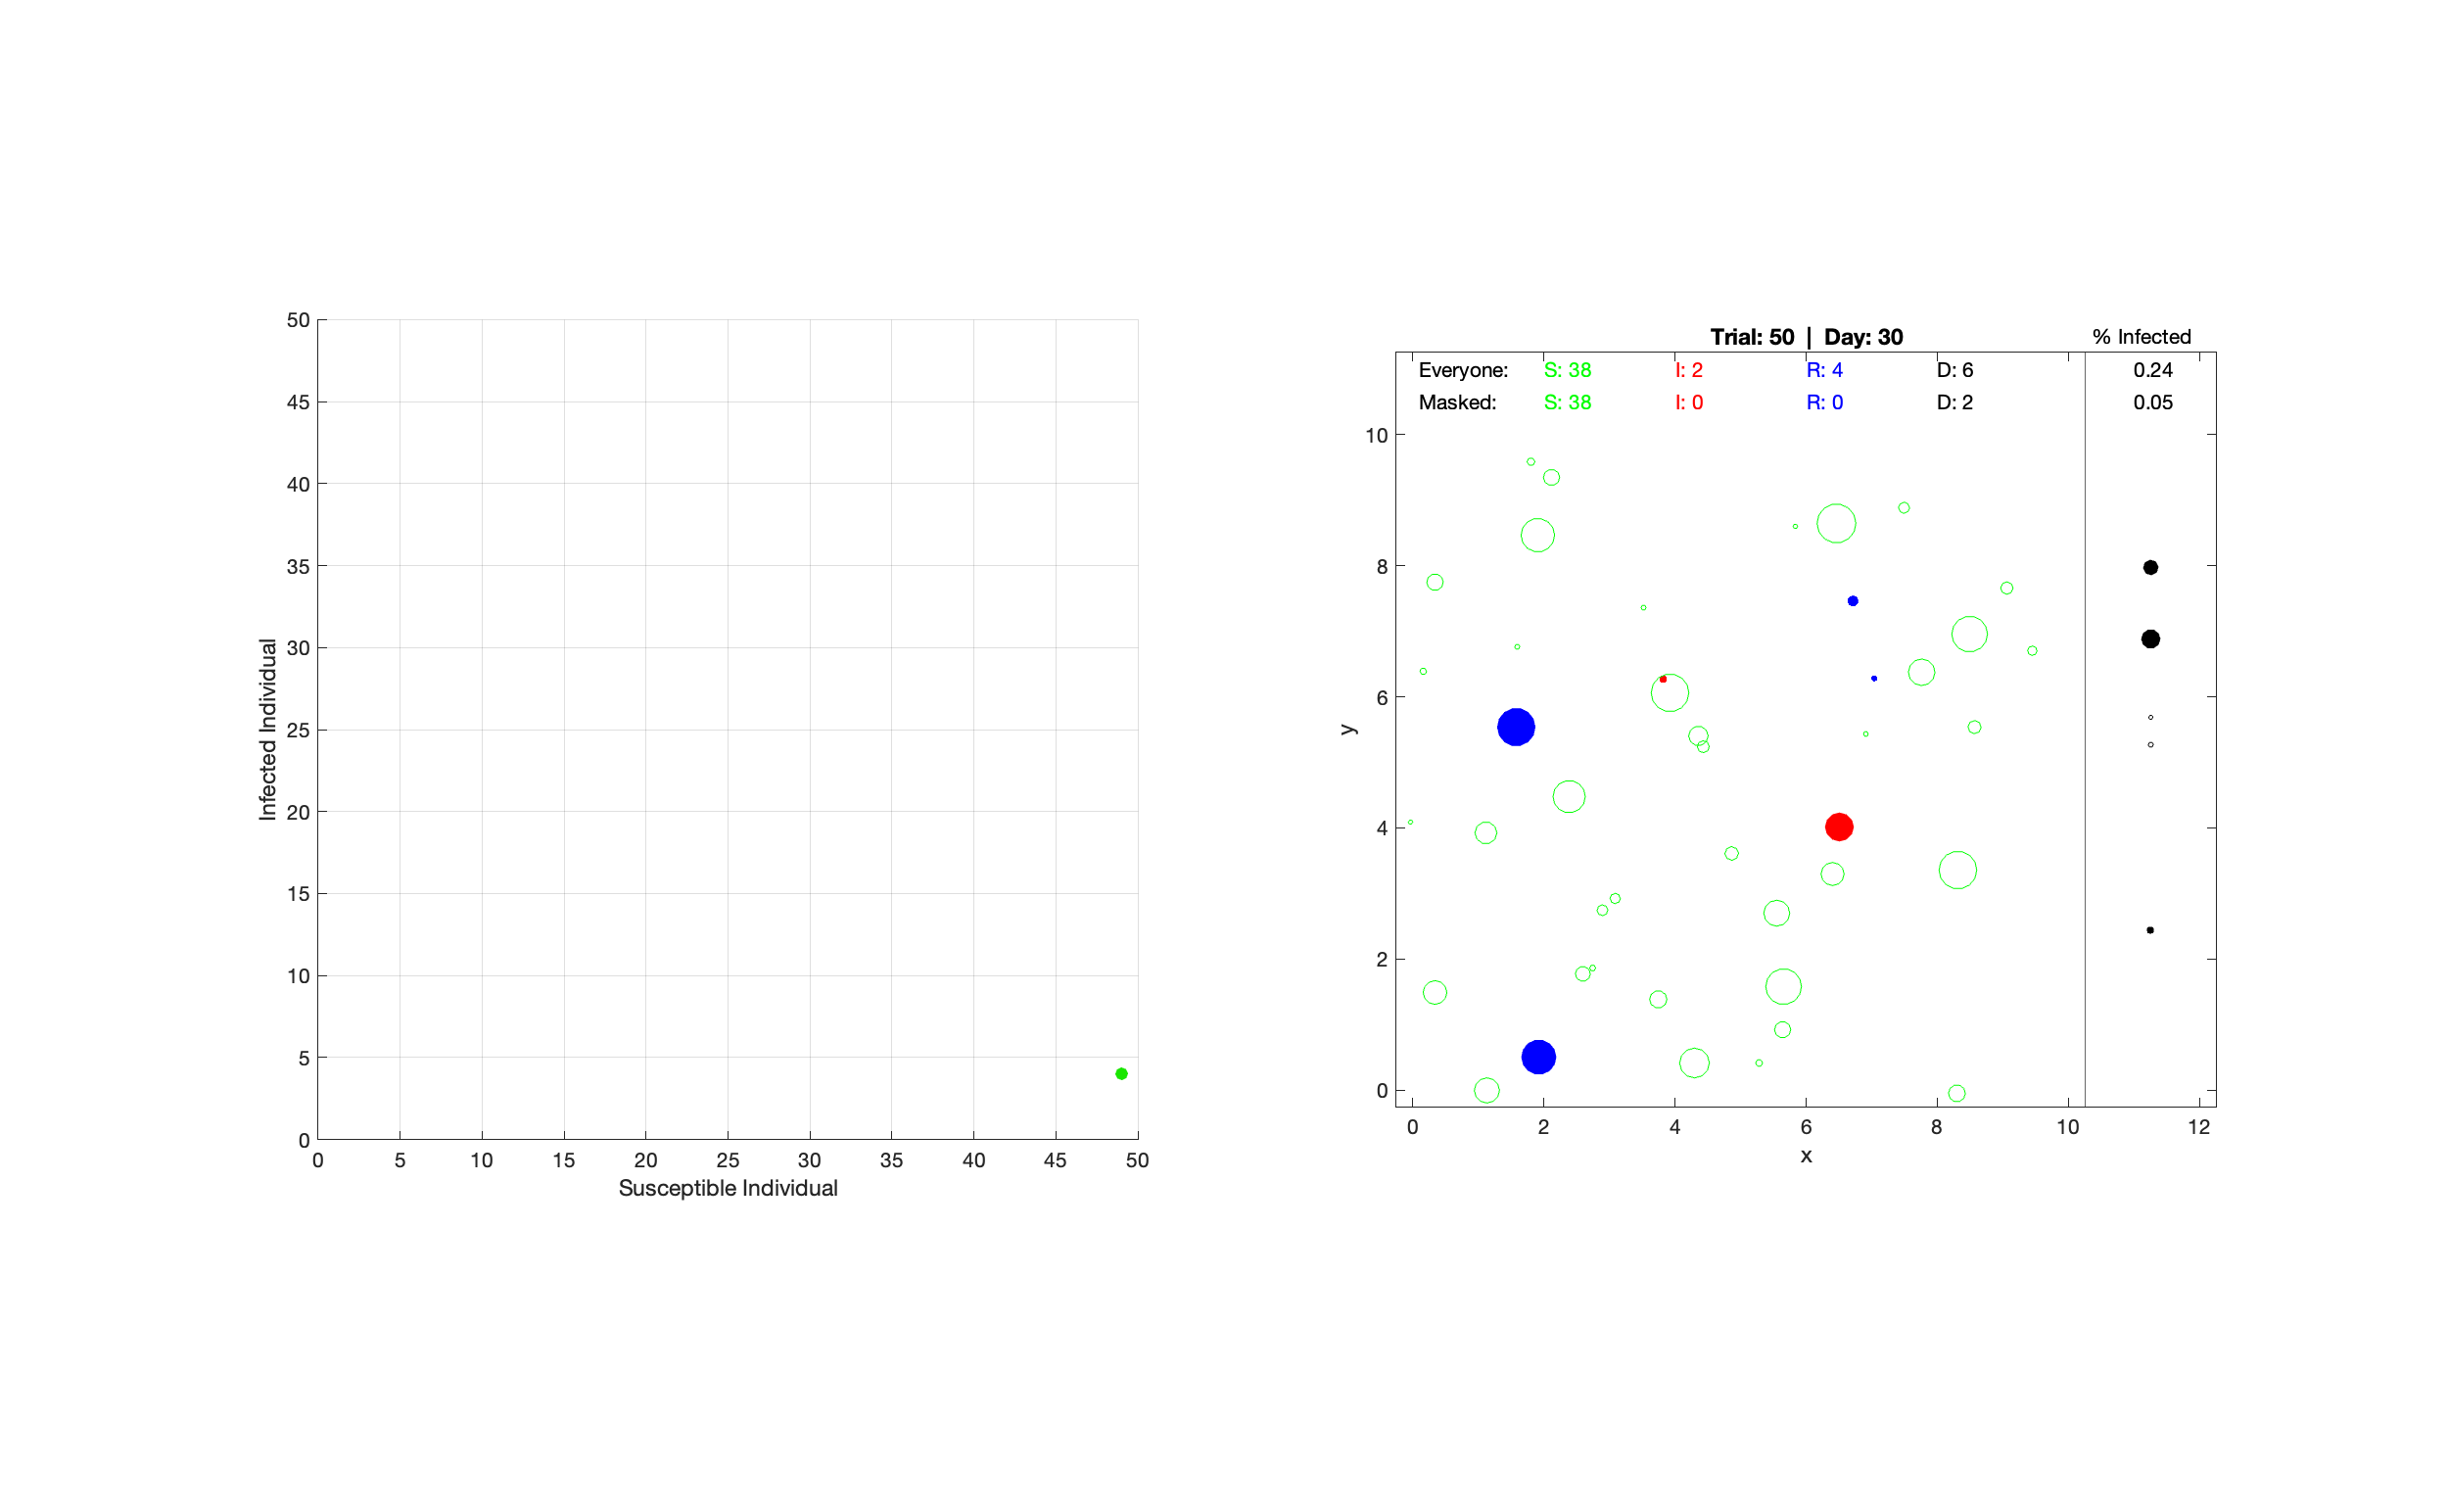 50
45
40
35
30
25
20
15
10
5
0
Infected Individual
0 5 10 15 20 25 30 35 40 45 50
Susceptible Individual
Trial: 50 | Day: 30 % Infected
Everyone: S: 38 I: 2 R: 4 D: 6 0.24
Masked: S: 38 I: 0 R: 0 D: 2 0.05
10
8
6
4
2
0
y
0 2 4 6 8 10 12
x